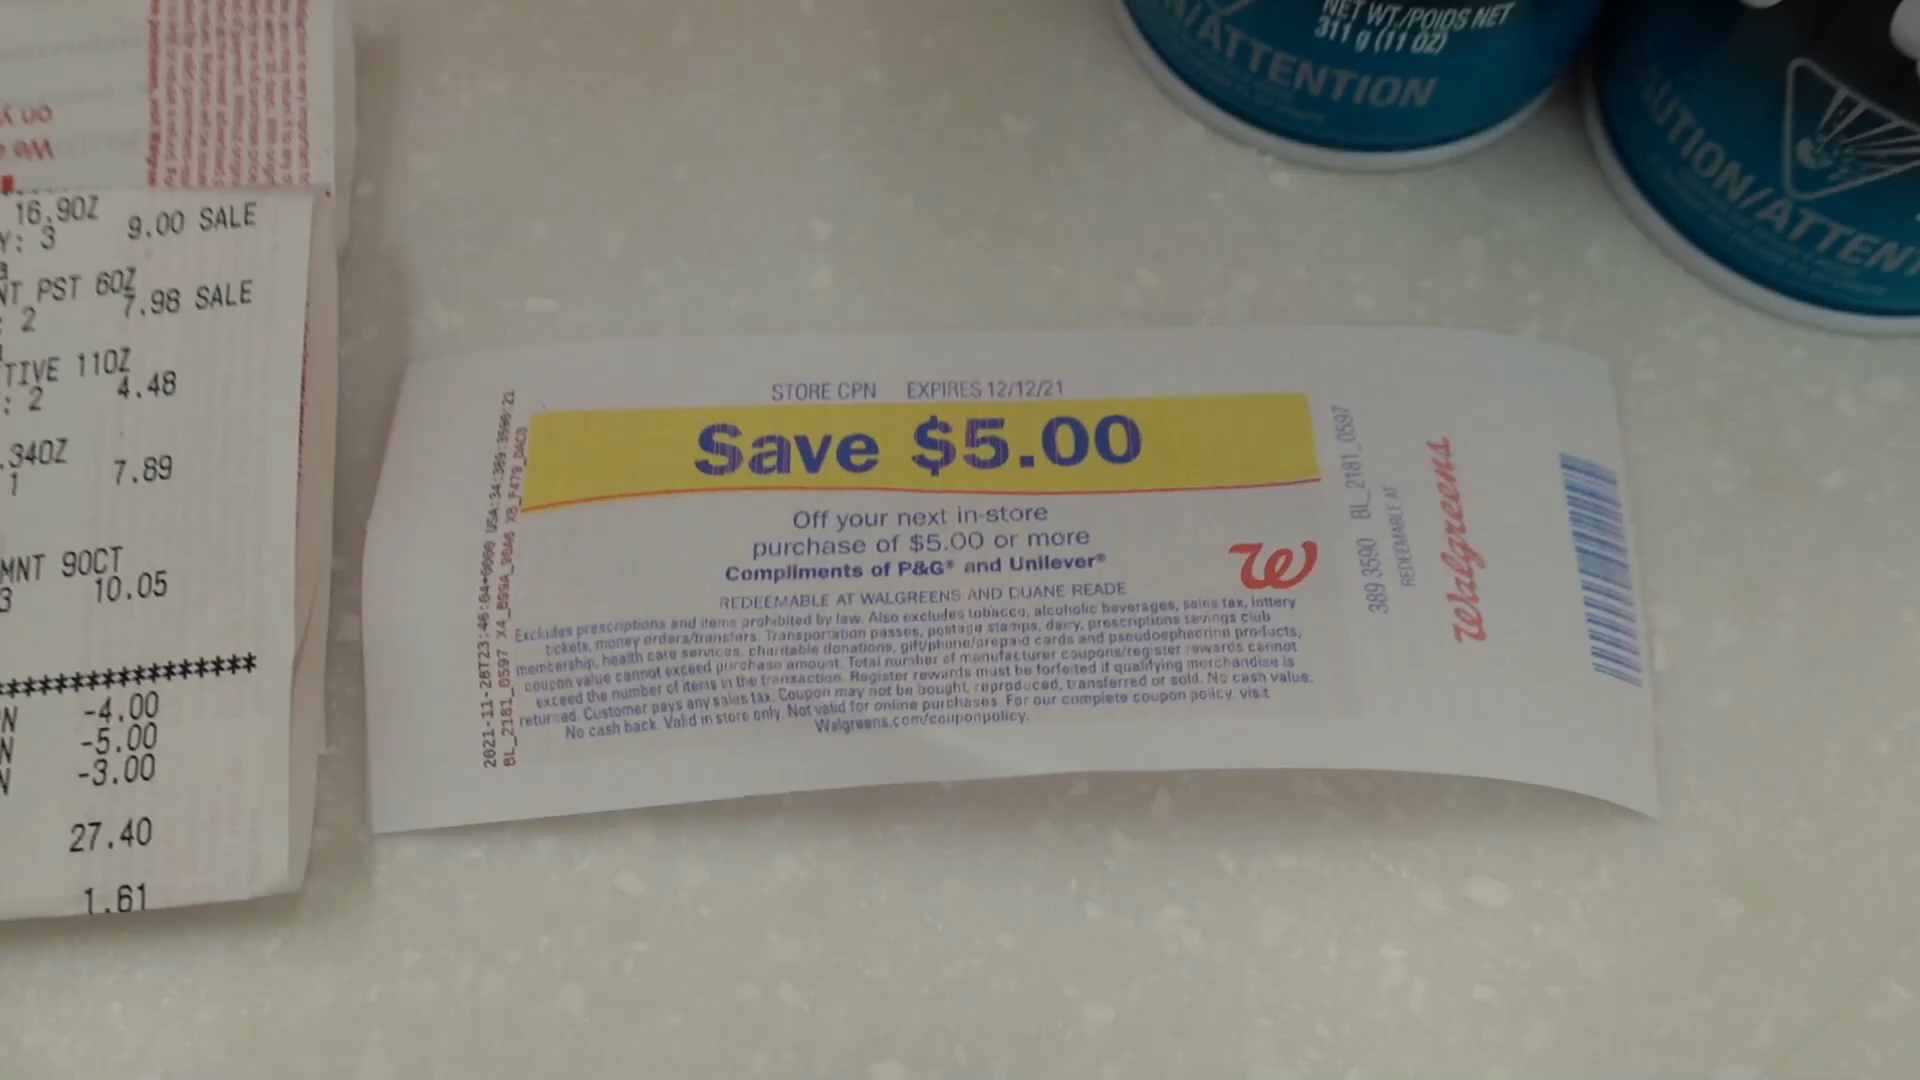 NET WT./POIDS NET
311 g (11 OZ)
/ATTENTION
AUTION/ATTENT
on y
We
16.9OZ
9.00 SALE
Y: 3
NT PST 6OZ
7.98 SALE
: 2
TIVE 11OZ
4.48
: 2
.34OZ
7.89
1
MNT 90CT
10.05
3
********************
N -4.00
N -5.00
N -3.00
27.40
1.61
STORE CPN EXPIRES 12/12/21
Save $5.00
Off your next in-store
purchase of $5.00 or more
Compliments of P&G® and Unilever®
REDEEMABLE AT WALGREENS AND DUANE READE
Excludes prescriptions and items prohibited by law. Also excludes tobacco, alcoholic beverages, sales tax, lottery
tickets, money orders/transfers. Transportation passes, postage stamps, dairy, prescriptions savings club
membership, health care services, charitable donations, gift/phone/prepaid cards and pseudoephedrine products,
coupon value cannot exceed purchase amount. Total number of manufacturer coupons/register rewards cannot
exceed the number of items in the transaction. Register rewards must be forfeited if qualifying merchandise is
returned. Customer pays any sales tax. Coupon may not be bought, reproduced, transferred or sold. No cash value.
No cash back. Valid in store only. Not valid for online purchases. For our complete coupon policy, visit
Walgreens.com/couponpolicy.
W
389 3590 BL_2181_0597
REDEEMABLE AT
Walgreens